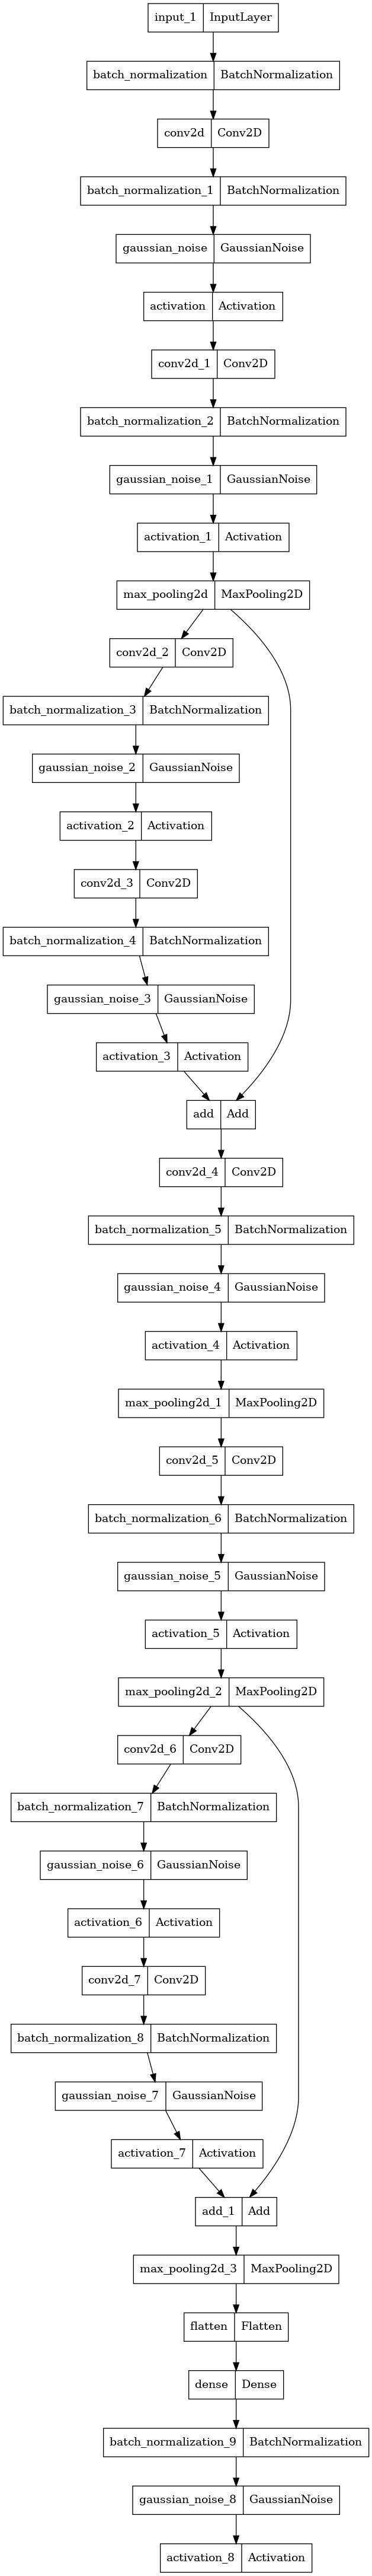 input_1 InputLayer
batch_normalization BatchNormalization
conv2d Conv2D
batch_normalization_1 BatchNormalization
gaussian_noise GaussianNoise
activation Activation
conv2d_1 Conv2D
batch_normalization_2 BatchNormalization
gaussian_noise_1 GaussianNoise
activation_1 Activation
max_pooling2d MaxPooling2D
conv2d_2 Conv2D
batch_normalization_3 BatchNormalization
gaussian_noise_2 GaussianNoise
activation_2 Activation
conv2d_3 Conv2D
batch_normalization_4 BatchNormalization
gaussian_noise_3 GaussianNoise
activation_3 Activation
add Add
conv2d_4 Conv2D
batch_normalization_5 BatchNormalization
gaussian_noise_4 GaussianNoise
activation_4 Activation
max_pooling2d_1 MaxPooling2D
conv2d_5 Conv2D
batch_normalization_6 BatchNormalization
gaussian_noise_5 GaussianNoise
activation_5 Activation
max_pooling2d_2 MaxPooling2D
conv2d_6 Conv2D
batch_normalization_7 BatchNormalization
gaussian_noise_6 GaussianNoise
activation_6 Activation
conv2d_7 Conv2D
batch_normalization_8 BatchNormalization
gaussian_noise_7 GaussianNoise
activation_7 Activation
add_1 Add
max_pooling2d_3 MaxPooling2D
flatten Flatten
dense Dense
batch_normalization_9 BatchNormalization
gaussian_noise_8 GaussianNoise
activation_8 Activation